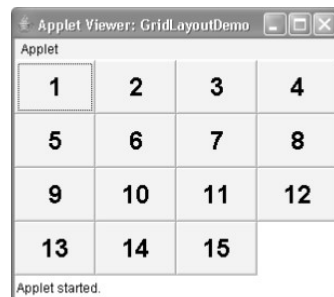 Applet Viewer: GridLayoutDemo
Applet
1 2 3 4
5 6 7 8
9 10 11 12
13 14 15
Applet started.